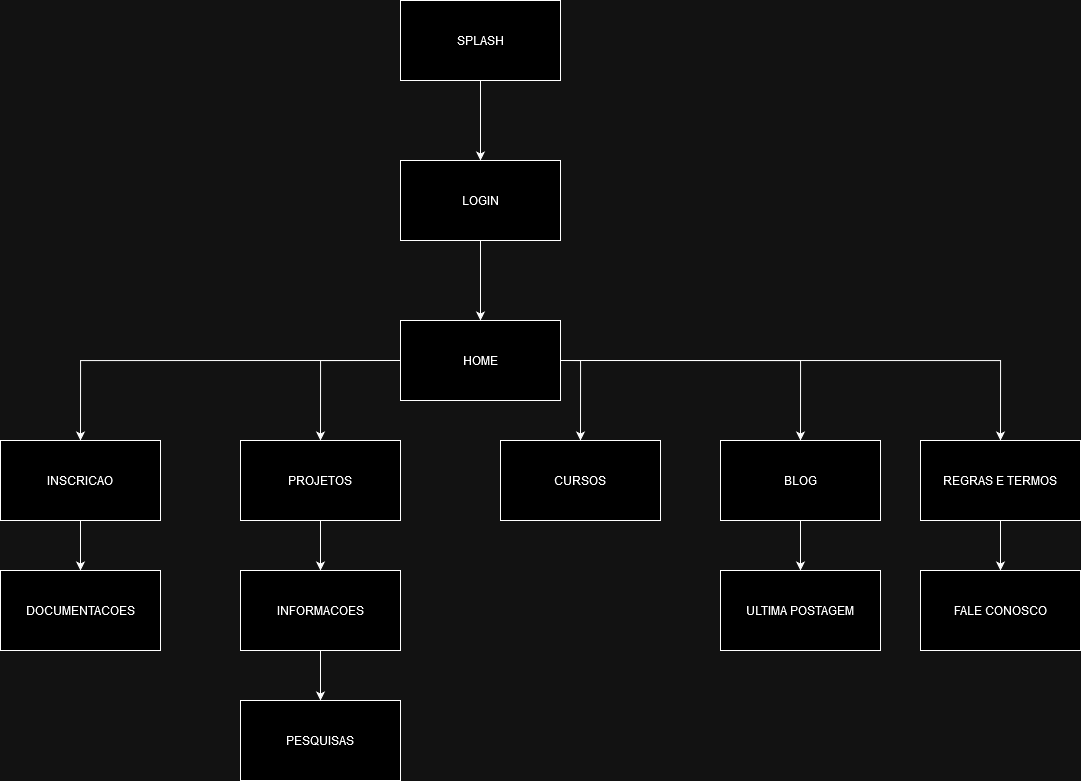 SPLASH
LOGIN
HOME
INSCRICAO
PROJETOS
CURSOS
BLOG
REGRAS E TERMOS
DOCUMENTACOES
INFORMACOES
ULTIMA POSTAGEM
FALE CONOSCO
PESQUISAS